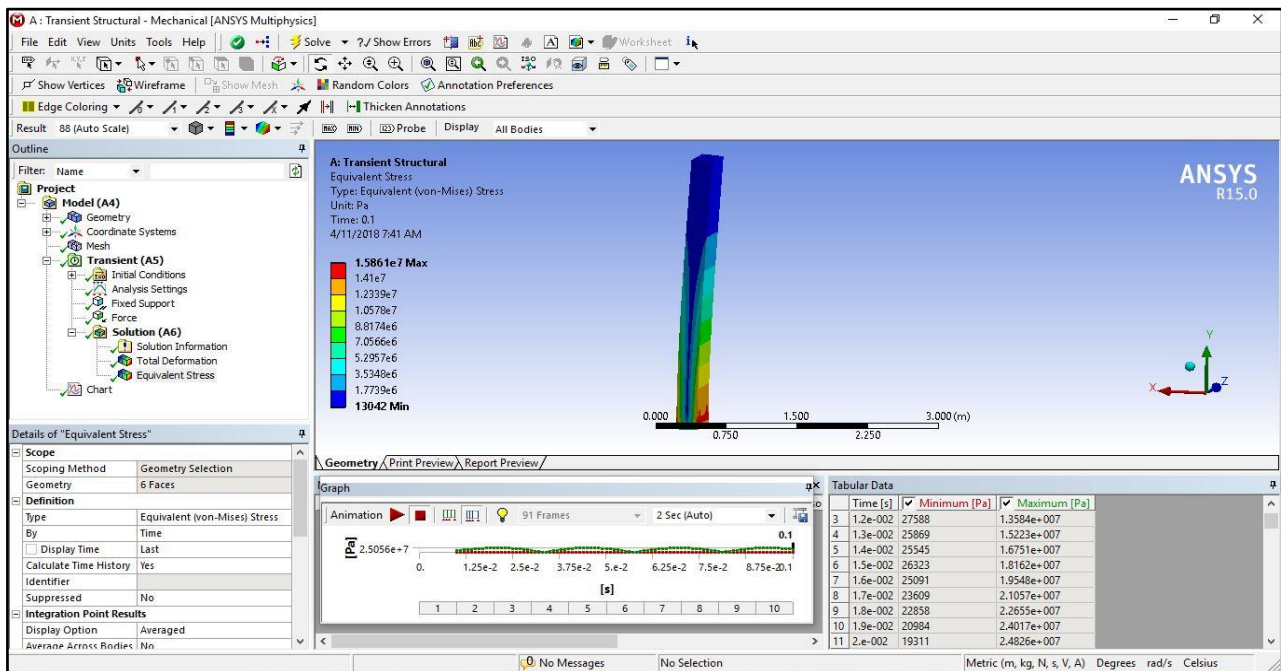 A : Transient Structural - Mechanical [ANSYS Multiphysics]
File Edit View Units Tools Help Solve ?✓ Show Errors Worksheet
Show Vertices Wireframe Show Mesh Random Colors Annotation Preferences
Edge Coloring Thicken Annotations
Result 88 (Auto Scale) MAX MIN Probe Display All Bodies
Outline
Filter: Name
Project
Model (A4)
Geometry
Coordinate Systems
Mesh
Transient (A5)
Initial Conditions
Analysis Settings
Fixed Support
Force
Solution (A6)
Solution Information
Total Deformation
Equivalent Stress
Chart
Details of "Equivalent Stress"
Scope
Scoping Method Geometry Selection
Geometry 6 Faces
Definition
Type Equivalent (von-Mises) Stress
By Time
Display Time Last
Calculate Time History Yes
Identifier
Suppressed No
Integration Point Results
Display Option Averaged
Average Across Bodies No
A: Transient Structural
Equivalent Stress
Type: Equivalent (von-Mises) Stress
Unit: Pa
Time: 0.1
4/11/2018 7:41 AM
1.5861e7 Max
1.41e7
1.2339e7
1.0578e7
8.8174e6
7.0566e6
5.2957e6
3.5348e6
1.7739e6
13042 Min
ANSYS
R15.0
Y
X
Z
0.000 1.500 3.000 (m)
0.750 2.250
Geometry Print Preview Report Preview
Graph
Animation 91 Frames 2 Sec (Auto)
0.1
[Pa] 2.5056e+7
0. 1.25e-2 2.5e-2 3.75e-2 5.e-2 6.25e-2 7.5e-2 8.75e-2 0.1
[s]
1 2 3 4 5 6 7 8 9 10
Tabular Data
Time [s] Minimum [Pa] Maximum [Pa]
3 1.2e-002 27588 1.3584e+007
4 1.3e-002 25869 1.5223e+007
5 1.4e-002 25545 1.6751e+007
6 1.5e-002 26323 1.8162e+007
7 1.6e-002 25091 1.9548e+007
8 1.7e-002 23609 2.1057e+007
9 1.8e-002 22858 2.2655e+007
10 1.9e-002 20984 2.4017e+007
11 2.e-002 19311 2.4826e+007
0 No Messages No Selection Metric (m, kg, N, s, V, A) Degrees rad/s Celsius